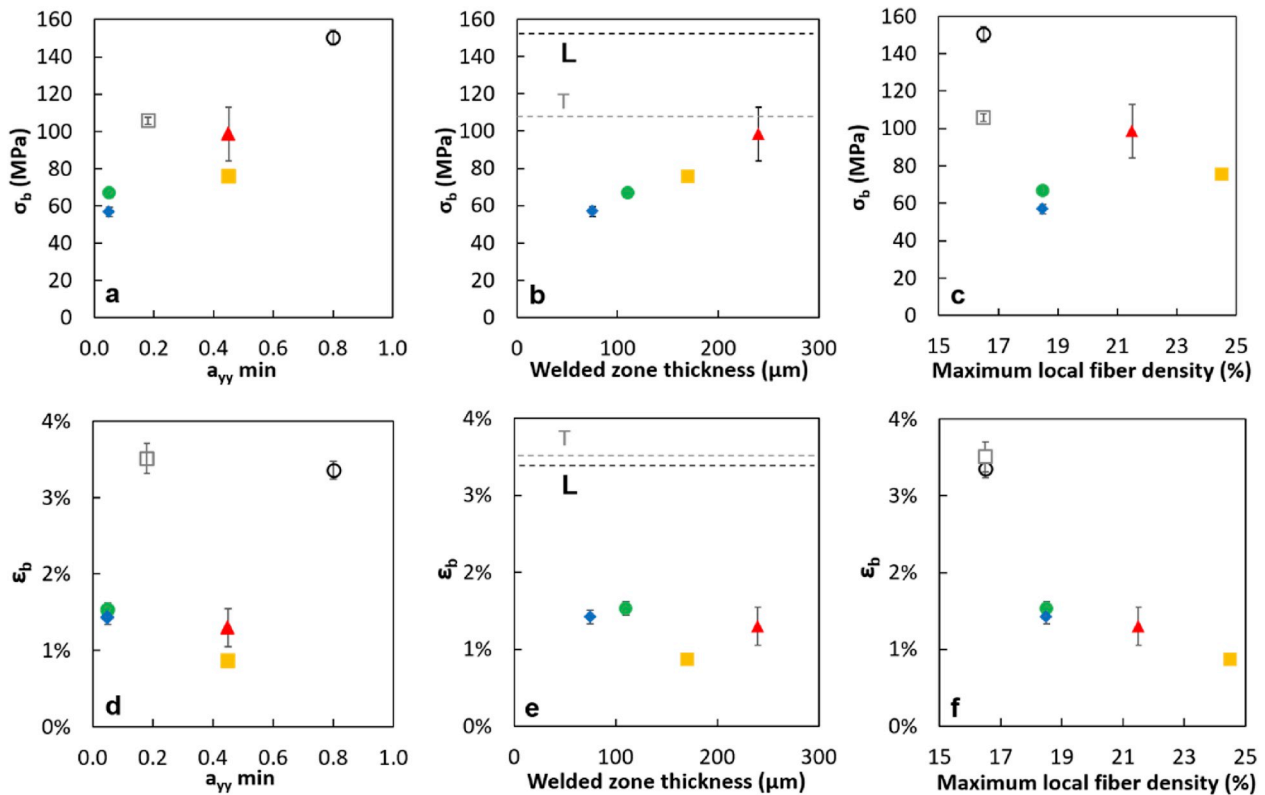 160
140
120
100
80
60
40
20
0
σb (MPa)
a
0.0 0.2 0.4 0.6 0.8 1.0
ayy min
160
140
120
100
80
60
40
20
0
σb (MPa)
L
T
b
0 100 200 300
Welded zone thickness (µm)
160
140
120
100
80
60
40
20
0
σb (MPa)
c
15 17 19 21 23 25
Maximum local fiber density (%)
4%
3%
2%
1%
0%
εb
d
0.0 0.2 0.4 0.6 0.8 1.0
ayy min
4%
3%
2%
1%
0%
εb
T
L
e
0 100 200 300
Welded zone thickness (µm)
4%
3%
2%
1%
0%
εb
f
15 17 19 21 23 25
Maximum local fiber density (%)